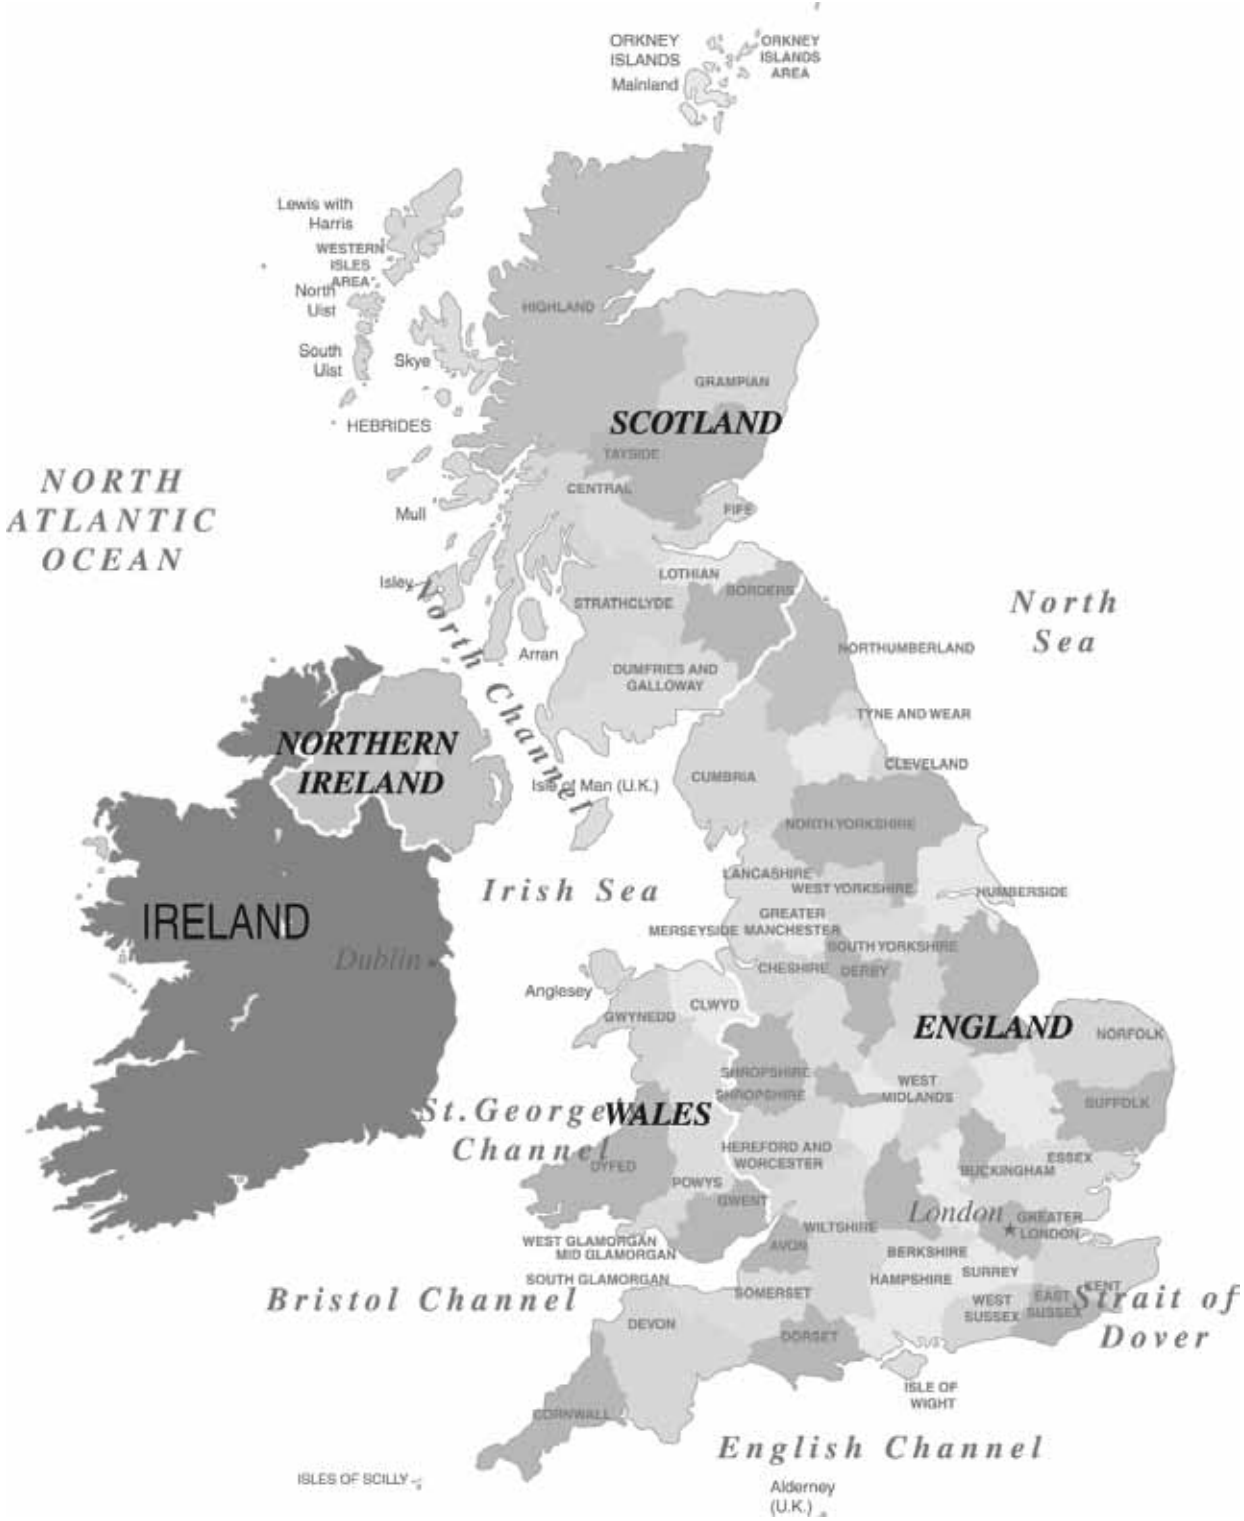 ORKNEY
ISLANDS
Mainland
ORKNEY
ISLANDS
AREA
Lewis with
Harris
WESTERN
ISLES
AREA
North
Uist
South
Uist
Skye
HEBRIDES
HIGHLAND
GRAMPIAN
SCOTLAND
TAYSIDE
CENTRAL
FIFE
NORTH
ATLANTIC
OCEAN
Mull
Isley
North Channel
LOTHIAN
BORDERS
STRATHCLYDE
Arran
DUMFRIES AND
GALLOWAY
North
Sea
NORTHUMBERLAND
TYNE AND WEAR
CLEVELAND
NORTHERN
IRELAND
Isle of Man (U.K.)
CUMBRIA
NORTH YORKSHIRE
LANCASHIRE
WEST YORKSHIRE
HUMBERSIDE
Irish Sea
IRELAND
Dublin
GREATER
MERSEYSIDE MANCHESTER
SOUTH YORKSHIRE
CHESHIRE
DERBY
Anglesey
CLWYD
GWYNEDD
ENGLAND
NORFOLK
SHROPSHIRE
SHROPSHIRE
WEST
MIDLANDS
SUFFOLK
St.George
Channel
WALES
HEREFORD AND
WORCESTER
ESSEX
BUCKINGHAM
DYFED
POWYS
GWENT
London
GREATER
LONDON
WILTSHIRE
AVON
WEST GLAMORGAN
MID GLAMORGAN
SOUTH GLAMORGAN
BERKSHIRE
SURREY
HAMPSHIRE
KENT
SOMERSET
WEST
SUSSEX
EAST
SUSSEX
Strait of
Dover
Bristol Channel
DEVON
DORSET
ISLE OF
WIGHT
CORNWALL
English Channel
ISLES OF SCILLY
Alderney
(U.K.)